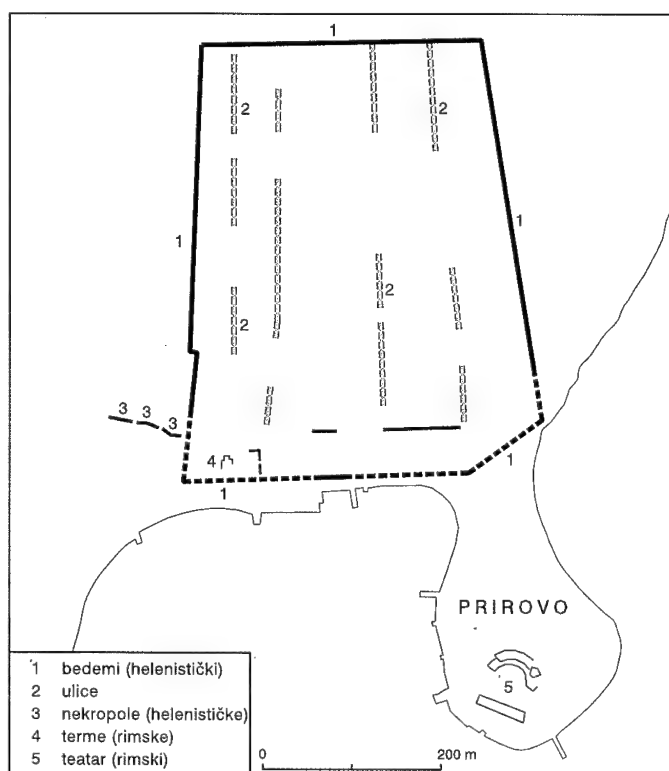 1
2
2
1
1
2
2
3 3 3
4
1
1
PRIROVO
5
1 bedemi (helenistički)
2 ulice
3 nekropole (helenističke)
4 terme (rimske)
5 teatar (rimski)
0 200 m